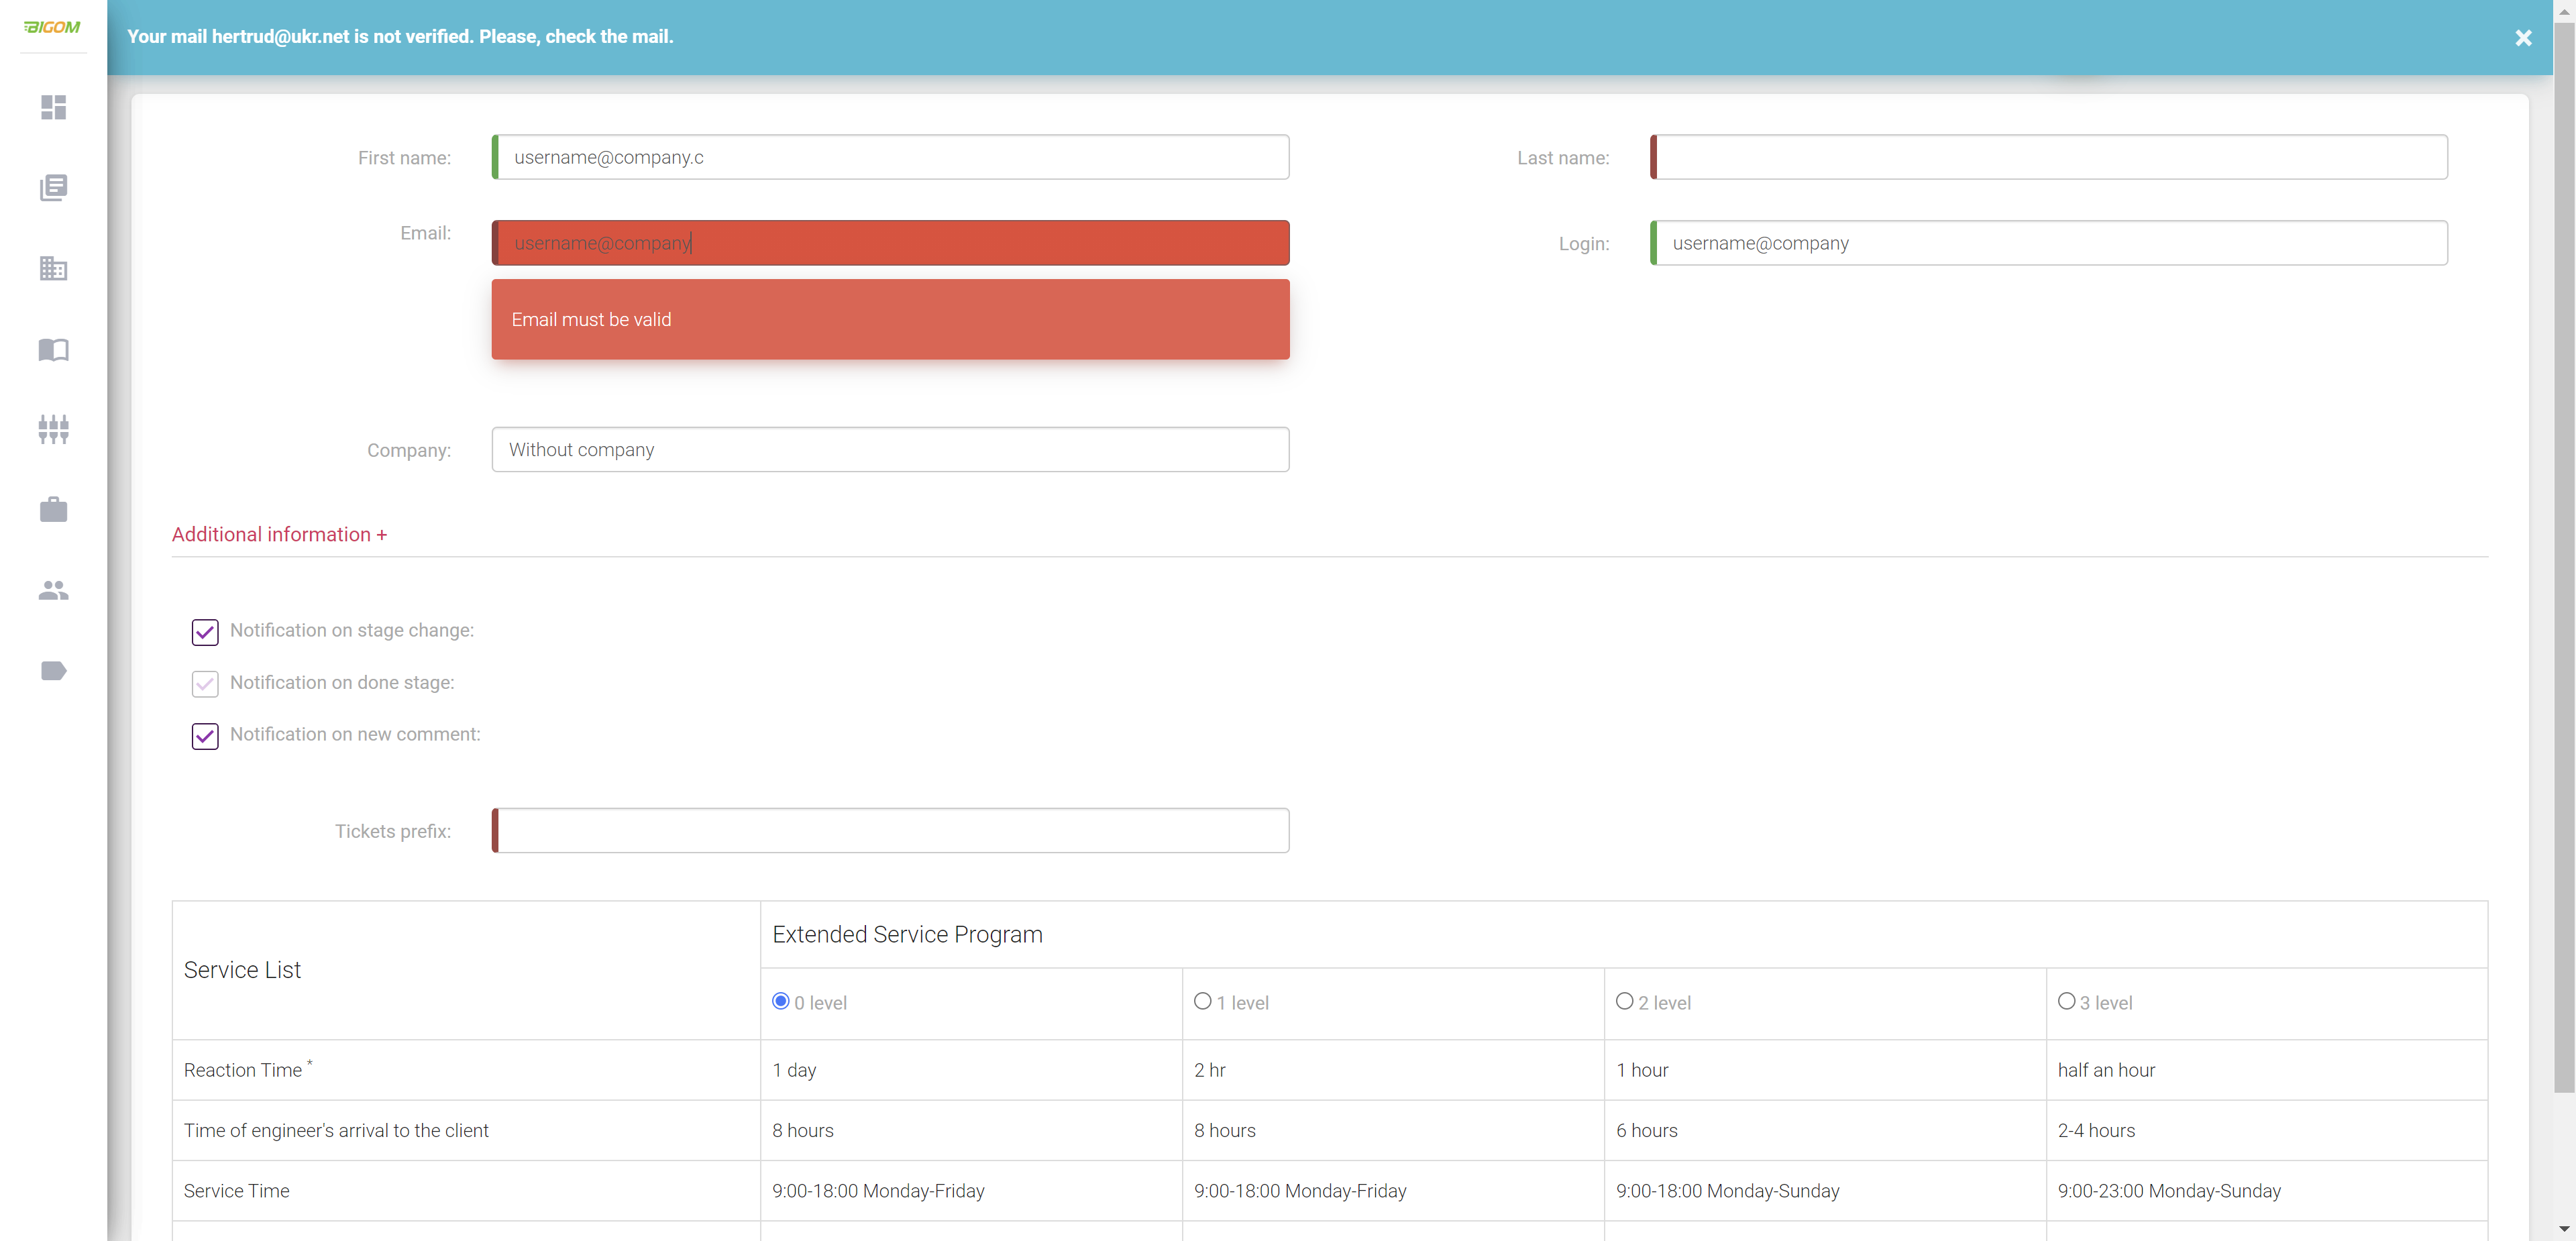 BIGOM
Your mail hertrud@ukr.net is not verified. Please, check the mail.
First name:
username@company.c
Last name:
Email:
username@company
Login:
username@company
Email must be valid
Company:
Without company
Additional information +
Notification on stage change:
Notification on done stage:
Notification on new comment:
Tickets prefix:
Service List
Extended Service Program
0 level
1 level
2 level
3 level
Reaction Time *
1 day
2 hr
1 hour
half an hour
Time of engineer's arrival to the client
8 hours
8 hours
6 hours
2-4 hours
Service Time
9:00-18:00 Monday-Friday
9:00-18:00 Monday-Friday
9:00-18:00 Monday-Sunday
9:00-23:00 Monday-Sunday